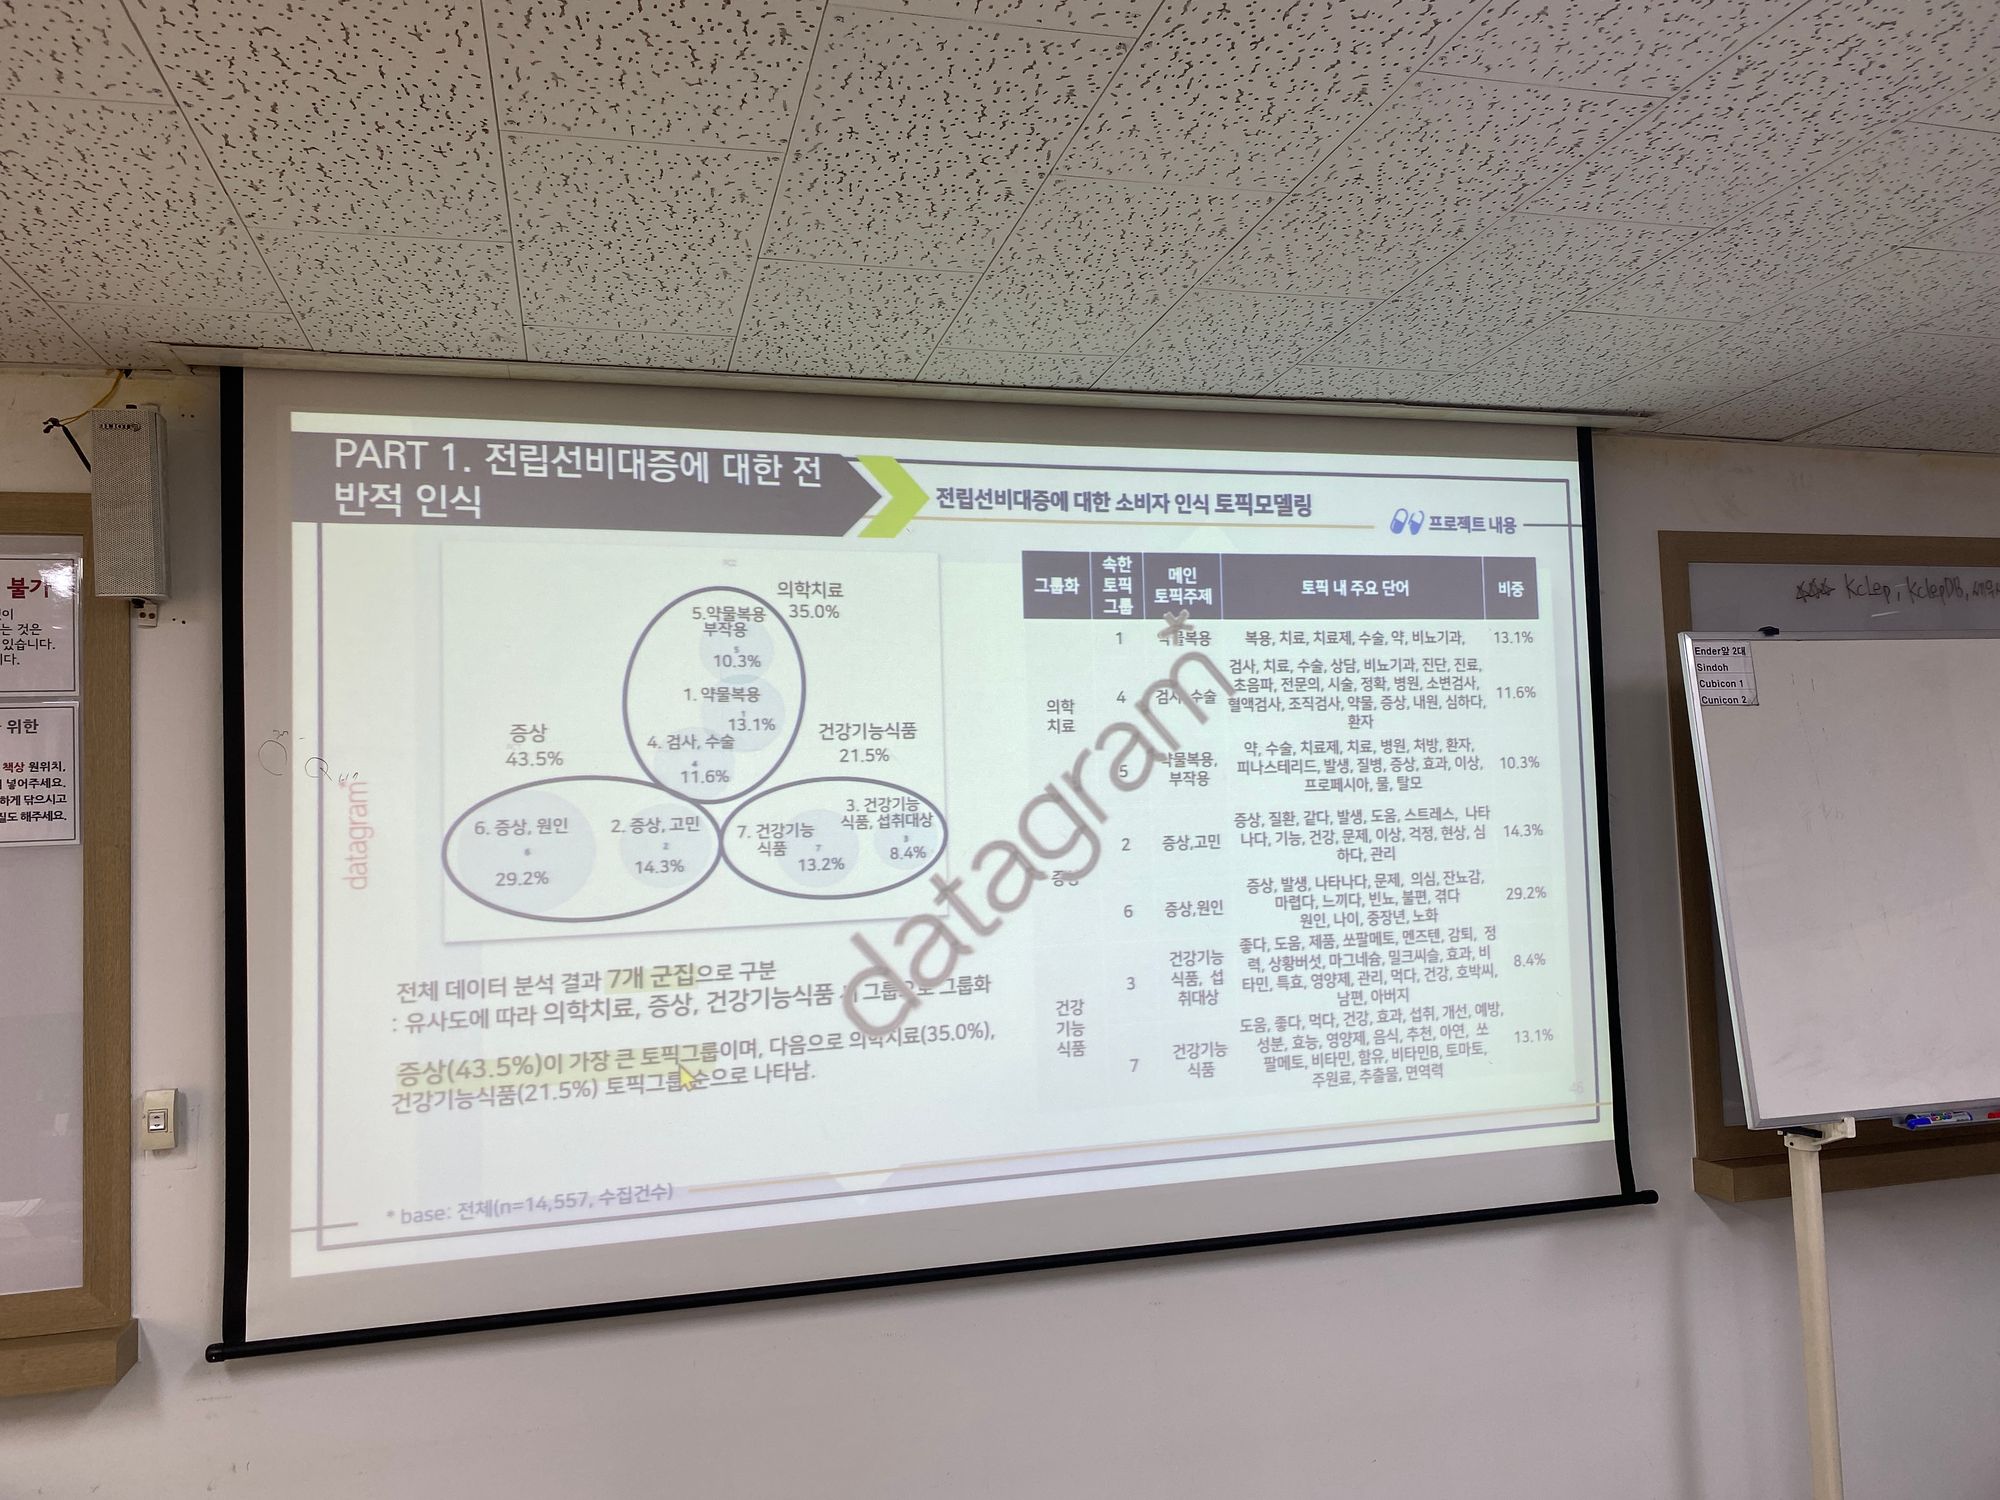 PART 1. 전립선비대증에 대한 전
반적 인식
전립선비대증에 대한 소비자 인식 토픽모델링
프로젝트 내용
의학치료
35.0%
5.약물복용
부작용
5
10.3%
1. 약물복용
1
13.1%
4. 검사, 수술
4
11.6%
증상
43.5%
6. 증상, 원인
6
29.2%
2. 증상, 고민
2
14.3%
건강기능식품
21.5%
7. 건강기능
식품
7
13.2%
3. 건강기능
식품, 섭취대상
3
8.4%
전체 데이터 분석 결과 7개 군집으로 구분
: 유사도에 따라 의학치료, 증상, 건강기능식품 그룹으로 그룹화
증상(43.5%)이 가장 큰 토픽그룹이며, 다음으로 의학치료(35.0%),
건강기능식품(21.5%) 토픽그룹 순으로 나타남.
* base: 전체(n=14,557, 수집건수)
그룹화 속한 토픽 그룹 메인 토픽주제 토픽 내 주요 단어 비중
의학
치료
1 약물복용 복용, 치료, 치료제, 수술, 약, 비뇨기과, 13.1%
4 검사, 수술 검사, 치료, 수술, 상담, 비뇨기과, 진단, 진료,
초음파, 전문의, 시술, 정확, 병원, 소변검사,
혈액검사, 조직검사, 약물, 증상, 내원, 심하다,
환자
11.6%
5 약물복용,
부작용
약, 수술, 치료제, 치료, 병원, 처방, 환자,
피나스테리드, 발생, 질병, 증상, 효과, 이상,
프로페시아, 물, 탈모
10.3%
증상
2 증상,고민 증상, 질환, 같다, 발생, 도움, 스트레스, 나타
나다, 기능, 건강, 문제, 이상, 걱정, 현상, 심
하다, 관리
14.3%
6 증상,원인 증상, 발생, 나타나다, 문제, 의심, 잔뇨감,
마렵다, 느끼다, 빈뇨, 불편, 겪다
원인, 나이, 중장년, 노화
29.2%
건강
기능
식품
3 건강기능
식품, 섭
취대상
좋다, 도움, 제품, 쏘팔메토, 멘즈텐, 감퇴, 정
력, 상황버섯, 마그네슘, 밀크씨슬, 효과, 비
타민, 특효, 영양제, 관리, 먹다, 건강, 호박씨,
남편, 아버지
8.4%
7 건강기능
식품
도움, 좋다, 먹다, 건강, 효과, 섭취, 개선, 예방,
성분, 효능, 영양제, 음식, 추천, 아연, 쏘
팔메토, 비타민, 함유, 비타민B, 토마토,
주원료, 추출물, 면역력
13.1%
46
datagram*
datagram*
불가
는 것은
있습니다.
위한
책상 원위치,
넣어주세요.
하게 닦으시고
질도 해주세요.
Kclep, KclepDB,
Ender앞 2대
Sindoh
Cubicon 1
Cunicon 2